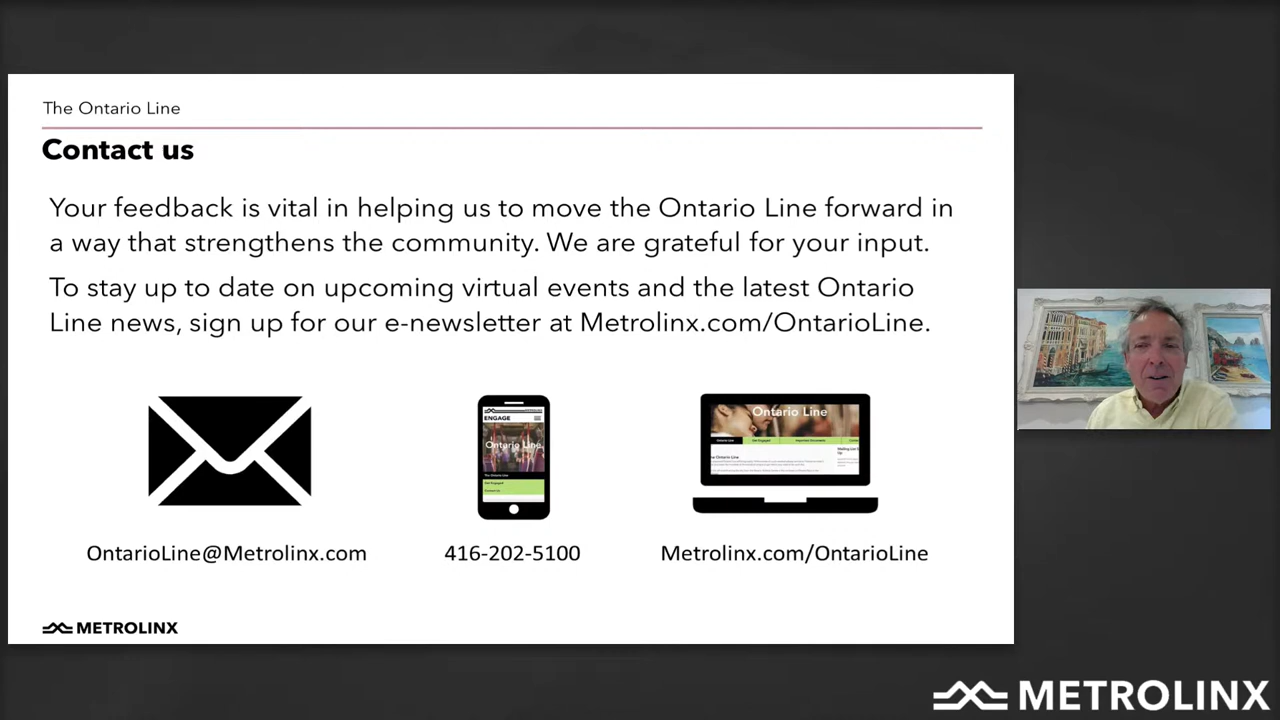 The Ontario Line
Contact us
Your feedback is vital in helping us to move the Ontario Line forward in
a way that strengthens the community. We are grateful for your input.
To stay up to date on upcoming virtual events and the latest Ontario
Line news, sign up for our e-newsletter at Metrolinx.com/OntarioLine.
ENGAGE
Ontario Line
Ontario Line
OntarioLine@Metrolinx.com
416-202-5100
Metrolinx.com/OntarioLine
METROLINX
METROLINX